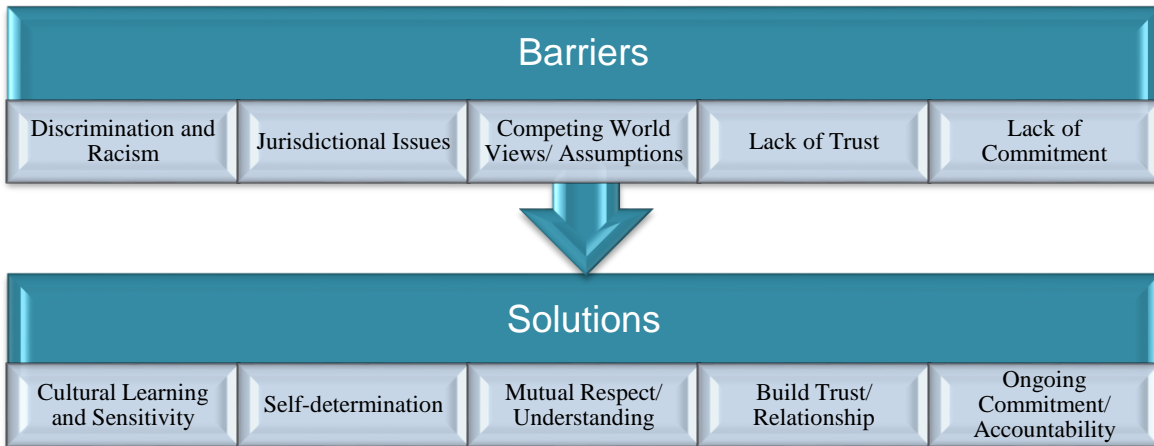 Barriers
Discrimination and
Racism
Jurisdictional Issues
Competing World
Views/ Assumptions
Lack of Trust
Lack of
Commitment
Solutions
Cultural Learning
and Sensitivity
Self-determination
Mutual Respect/
Understanding
Build Trust/
Relationship
Ongoing
Commitment/
Accountability